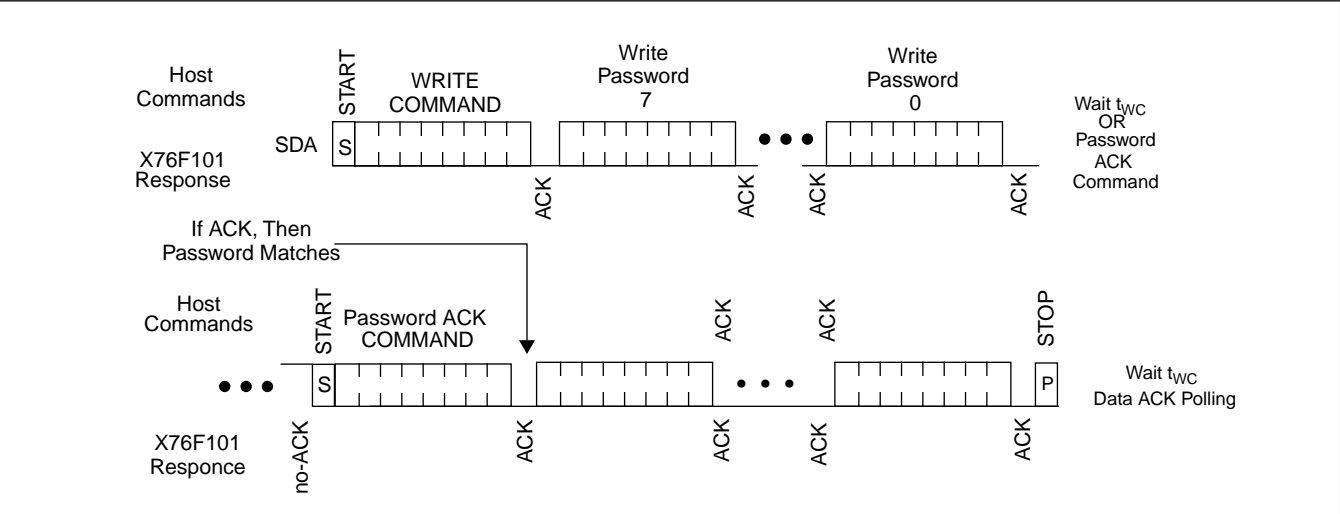 Host
Commands
START
WRITE
COMMAND
Write
Password
7
Write
Password
0
Wait tWC
OR
Password
ACK
Command
SDA
S
X76F101
Response
ACK
ACK
ACK
ACK
If ACK, Then
Password Matches
Host
Commands
START
Password ACK
COMMAND
ACK
ACK
STOP
S
P
Wait tWC
Data ACK Polling
X76F101
Responce
no-ACK
ACK
ACK
ACK
ACK